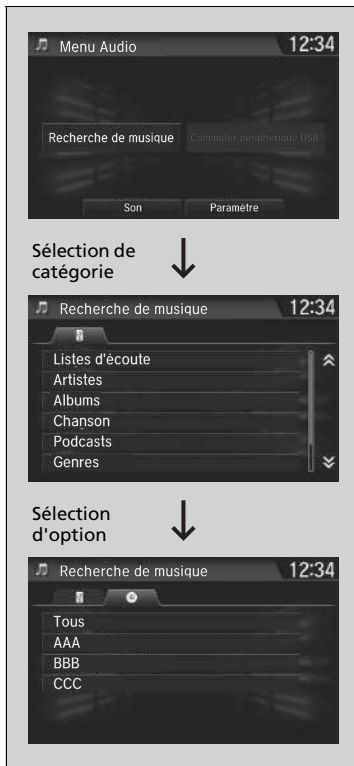 Menu Audio 12:34
Recherche de musique Commuter périphérique USB
Son Paramètre
Sélection de
catégorie
Recherche de musique 12:34
Listes d'écoute
Artistes
Albums
Chanson
Podcasts
Genres
Sélection
d'option
Recherche de musique 12:34
Tous
AAA
BBB
CCC